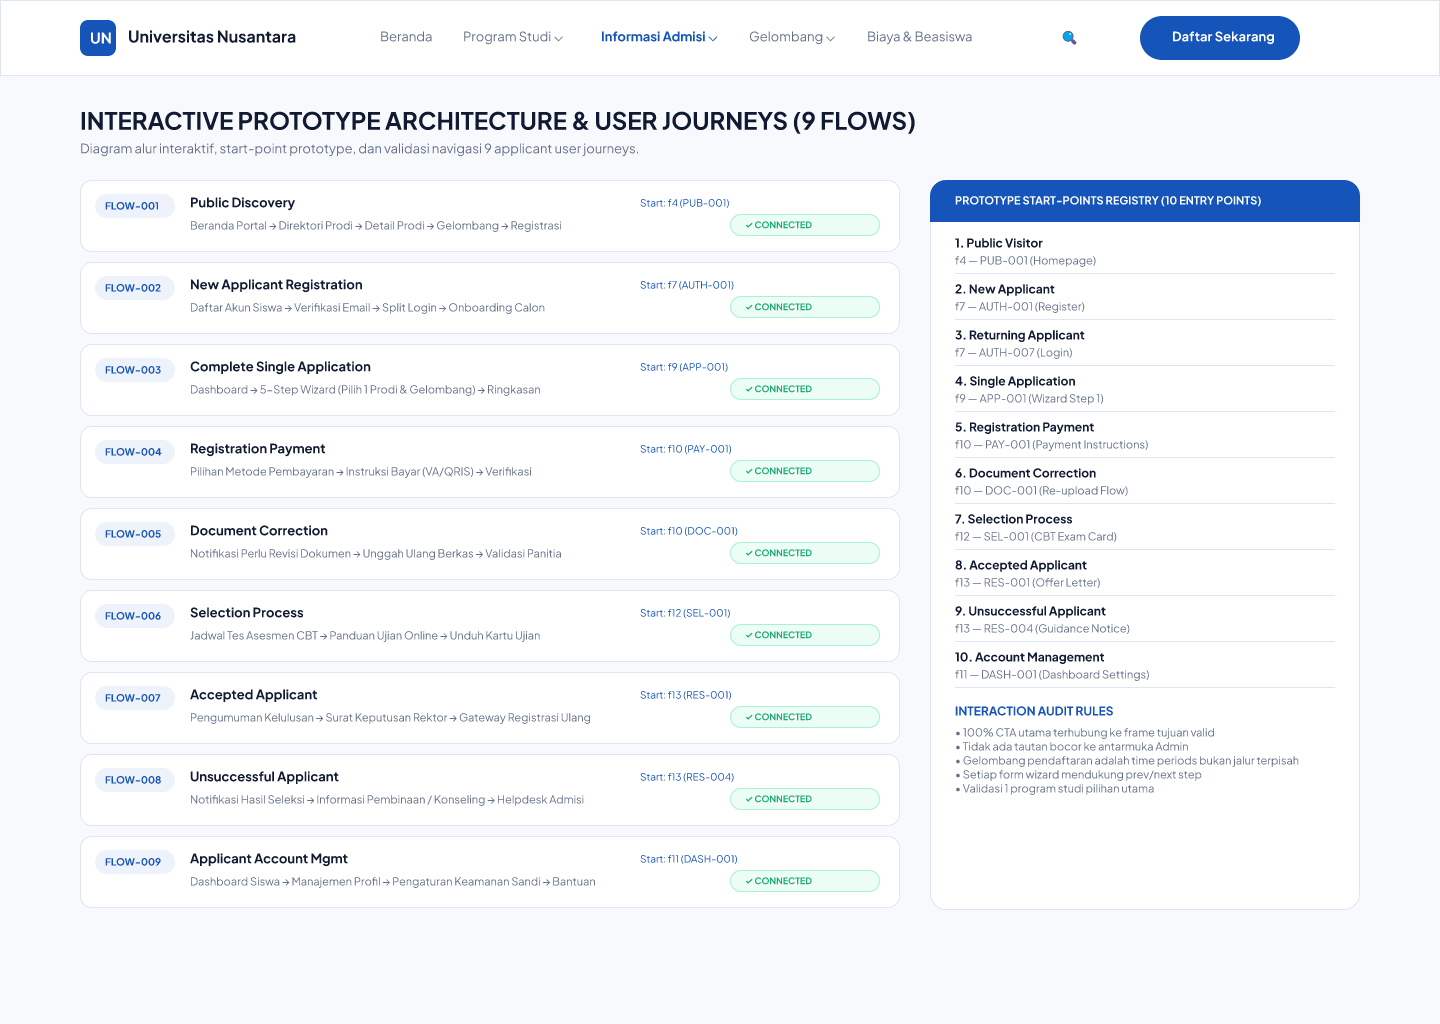 UN Universitas Nusantara
Beranda
Program Studi
Informasi Admisi
Gelombang
Biaya & Beasiswa
Daftar Sekarang
INTERACTIVE PROTOTYPE ARCHITECTURE & USER JOURNEYS (9 FLOWS)
Diagram alur interaktif, start-point prototype, dan validasi navigasi 9 applicant user journeys.
FLOW-001
Public Discovery
Start: f4 (PUB-001)
Beranda Portal → Direktori Prodi → Detail Prodi → Gelombang → Registrasi
✓ CONNECTED
FLOW-002
New Applicant Registration
Start: f7 (AUTH-001)
Daftar Akun Siswa → Verifikasi Email → Split Login → Onboarding Calon
✓ CONNECTED
FLOW-003
Complete Single Application
Start: f9 (APP-001)
Dashboard → 5-Step Wizard (Pilih 1 Prodi & Gelombang) → Ringkasan
✓ CONNECTED
FLOW-004
Registration Payment
Start: f10 (PAY-001)
Pilihan Metode Pembayaran → Instruksi Bayar (VA/QRIS) → Verifikasi
✓ CONNECTED
FLOW-005
Document Correction
Start: f10 (DOC-001)
Notifikasi Perlu Revisi Dokumen → Unggah Ulang Berkas → Validasi Panitia
✓ CONNECTED
FLOW-006
Selection Process
Start: f12 (SEL-001)
Jadwal Tes Asesmen CBT → Panduan Ujian Online → Unduh Kartu Ujian
✓ CONNECTED
FLOW-007
Accepted Applicant
Start: f13 (RES-001)
Pengumuman Kelulusan → Surat Keputusan Rektor → Gateway Registrasi Ulang
✓ CONNECTED
FLOW-008
Unsuccessful Applicant
Start: f13 (RES-004)
Notifikasi Hasil Seleksi → Informasi Pembinaan / Konseling → Helpdesk Admisi
✓ CONNECTED
FLOW-009
Applicant Account Mgmt
Start: f11 (DASH-001)
Dashboard Siswa → Manajemen Profil → Pengaturan Keamanan Sandi → Bantuan
✓ CONNECTED
PROTOTYPE START-POINTS REGISTRY (10 ENTRY POINTS)
1. Public Visitor
f4 — PUB-001 (Homepage)
2. New Applicant
f7 — AUTH-001 (Register)
3. Returning Applicant
f7 — AUTH-007 (Login)
4. Single Application
f9 — APP-001 (Wizard Step 1)
5. Registration Payment
f10 — PAY-001 (Payment Instructions)
6. Document Correction
f10 — DOC-001 (Re-upload Flow)
7. Selection Process
f12 — SEL-001 (CBT Exam Card)
8. Accepted Applicant
f13 — RES-001 (Offer Letter)
9. Unsuccessful Applicant
f13 — RES-004 (Guidance Notice)
10. Account Management
f11 — DASH-001 (Dashboard Settings)
INTERACTION AUDIT RULES
• 100% CTA utama terhubung ke frame tujuan valid
• Tidak ada tautan bocor ke antarmuka Admin
• Gelombang pendaftaran adalah time periods bukan jalur terpisah
• Setiap form wizard mendukung prev/next step
• Validasi 1 program studi pilihan utama